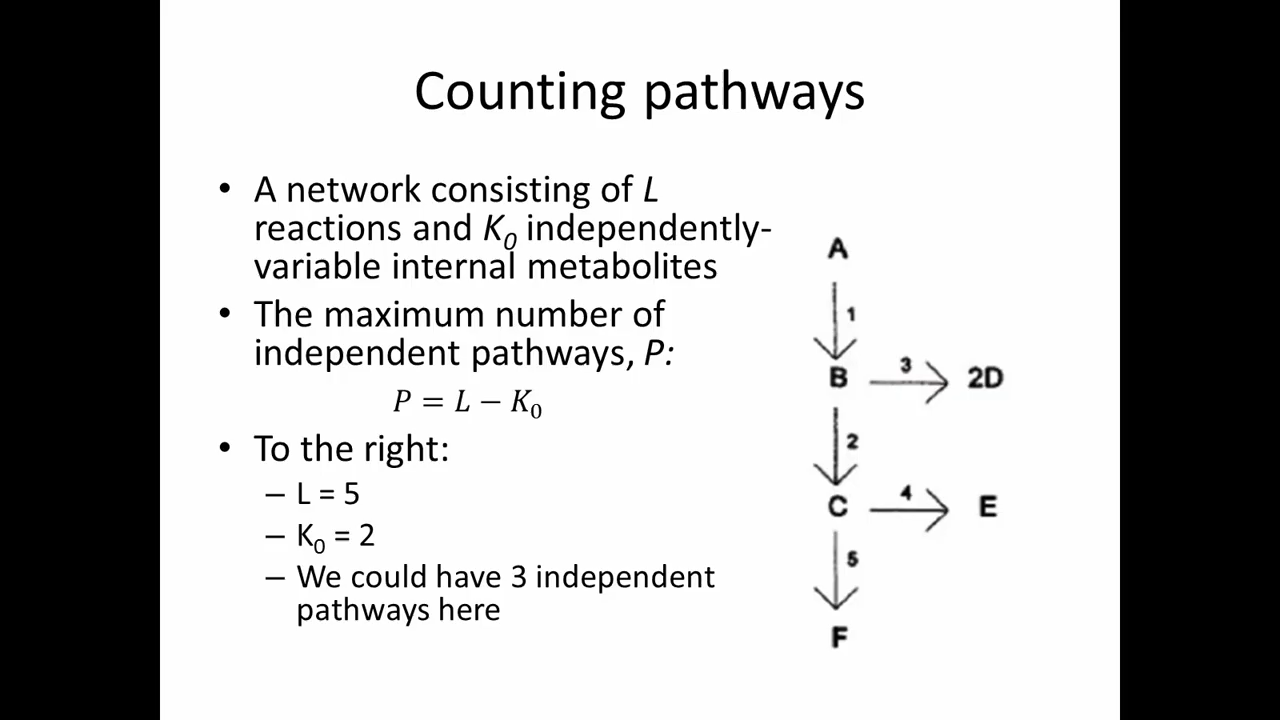 Counting pathways
• A network consisting of L
reactions and K₀ independently-
variable internal metabolites
• The maximum number of
independent pathways, P:
P = L − K₀
• To the right:
– L = 5
– K₀ = 2
– We could have 3 independent
pathways here
A
1
B 3 2D
2
C 4 E
5
F